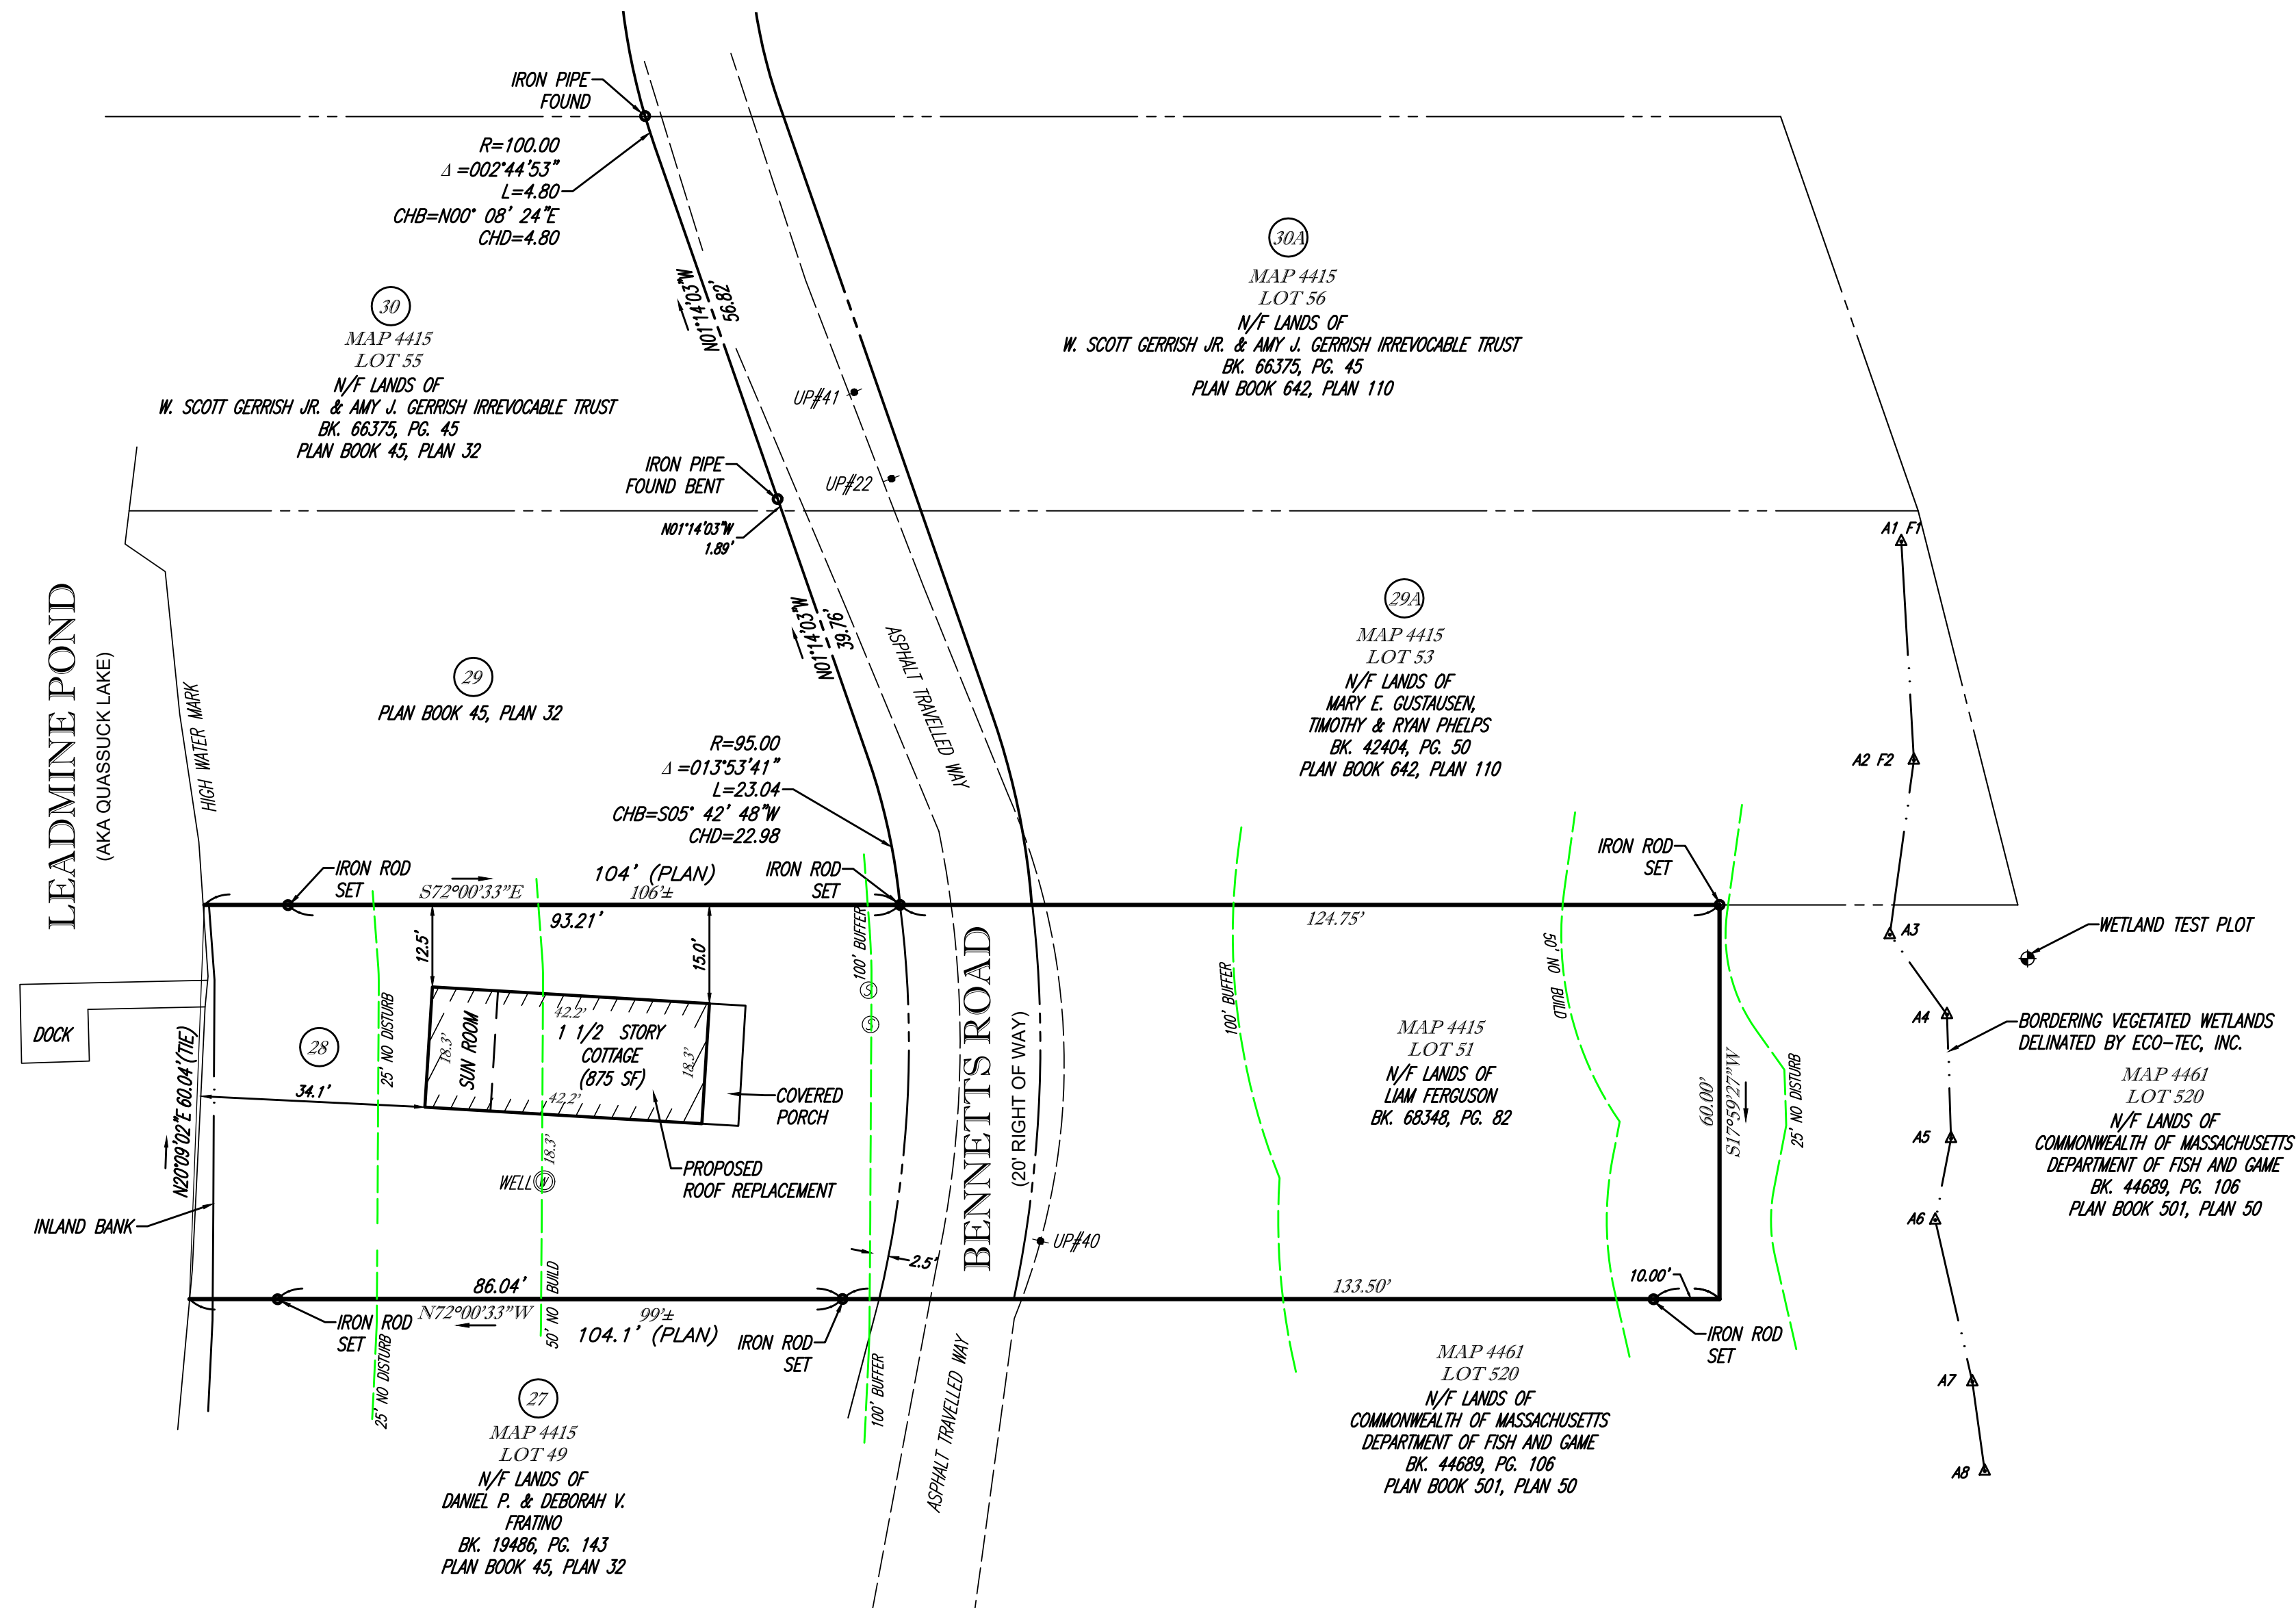 IRON PIPE
FOUND
R=100.00
Δ =002°44'53"
L=4.80
CHB=N00° 08' 24"E
CHD=4.80
30
MAP 4415
LOT 55
N/F LANDS OF
W. SCOTT GERRISH JR. & AMY J. GERRISH IRREVOCABLE TRUST
BK. 66375, PG. 45
PLAN BOOK 45, PLAN 32
N01°14'03"W
56.82'
30A
MAP 4415
LOT 56
N/F LANDS OF
W. SCOTT GERRISH JR. & AMY J. GERRISH IRREVOCABLE TRUST
BK. 66375, PG. 45
PLAN BOOK 642, PLAN 110
UP#41
UP#22
IRON PIPE
FOUND BENT
N01°14'03"W
1.89'
N01°14'03"W
39.76'
ASPHALT TRAVELLED WAY
A1 F1
LEADMINE POND
(AKA QUASSUCK LAKE)
HIGH WATER MARK
29
PLAN BOOK 45, PLAN 32
29A
MAP 4415
LOT 53
N/F LANDS OF
MARY E. GUSTAUSEN,
TIMOTHY & RYAN PHELPS
BK. 42404, PG. 50
PLAN BOOK 642, PLAN 110
A2 F2
R=95.00
Δ =013°53'41"
L=23.04
CHB=S05° 42' 48"W
CHD=22.98
IRON ROD
SET
S72°00'33"E
104' (PLAN)
106'±
93.21'
IRON ROD
SET
124.75'
IRON ROD
SET
A3
WETLAND TEST PLOT
12.5'
15.0'
100' BUFFER
S
S
100' BUFFER
50' NO BUILD
DOCK
28
25' NO DISTURB
34.1'
18.3'
SUN ROOM
42.2'
1 1/2 STORY
COTTAGE
(875 SF)
42.2'
18.3'
COVERED
PORCH
PROPOSED
ROOF REPLACEMENT
WELL
W
18.3'
BENNETTS ROAD
(20' RIGHT OF WAY)
MAP 4415
LOT 51
N/F LANDS OF
LIAM FERGUSON
BK. 68348, PG. 82
60.00'
S17°59'27"W
25' NO DISTURB
A4
BORDERING VEGETATED WETLANDS
DELINATED BY ECO-TEC, INC.
MAP 4461
LOT 520
N/F LANDS OF
COMMONWEALTH OF MASSACHUSETTS
DEPARTMENT OF FISH AND GAME
BK. 44689, PG. 106
PLAN BOOK 501, PLAN 50
A5
A6
N20°09'02"E 60.04'(TIE)
INLAND BANK
UP#40
2.5'
86.04'
N72°00'33"W
99'±
104.1' (PLAN)
IRON ROD
SET
50' NO BUILD
IRON ROD
SET
133.50'
10.00'
IRON ROD
SET
25' NO DISTURB
100' BUFFER
ASPHALT TRAVELLED WAY
27
MAP 4415
LOT 49
N/F LANDS OF
DANIEL P. & DEBORAH V.
FRATINO
BK. 19486, PG. 143
PLAN BOOK 45, PLAN 32
MAP 4461
LOT 520
N/F LANDS OF
COMMONWEALTH OF MASSACHUSETTS
DEPARTMENT OF FISH AND GAME
BK. 44689, PG. 106
PLAN BOOK 501, PLAN 50
A7
A8